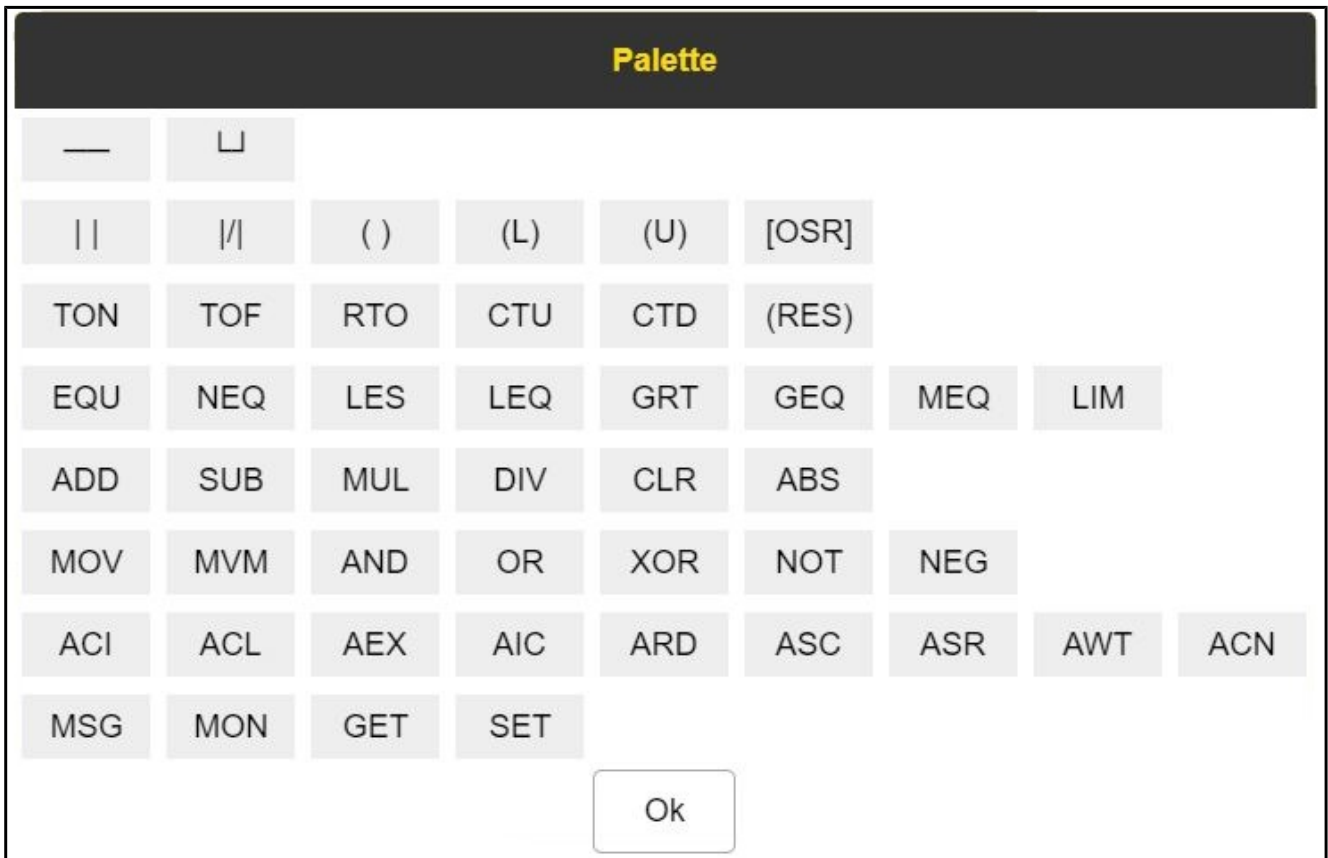 Palette
— └┘
| | |/| ( ) (L) (U) [OSR]
TON TOF RTO CTU CTD (RES)
EQU NEQ LES LEQ GRT GEQ MEQ LIM
ADD SUB MUL DIV CLR ABS
MOV MVM AND OR XOR NOT NEG
ACI ACL AEX AIC ARD ASC ASR AWT ACN
MSG MON GET SET
Ok